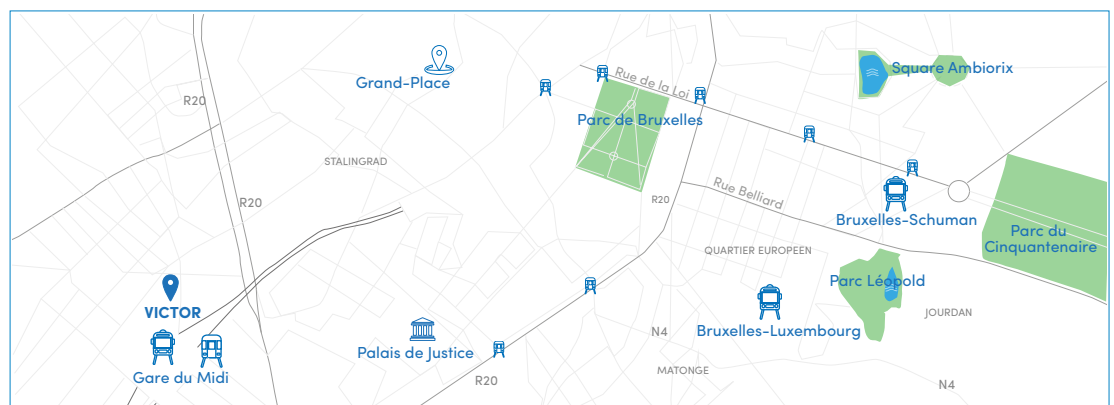 Grand-Place
Square Ambiorix
Rue de la Loi
R20
Parc de Bruxelles
STALINGRAD
Rue Belliard
R20
R20
Bruxelles-Schuman
Parc du
Cinquantenaire
QUARTIER EUROPEEN
Parc Léopold
VICTOR
JOURDAN
Bruxelles-Luxembourg
N4
Palais de Justice
Gare du Midi
R20
MATONGE
N4